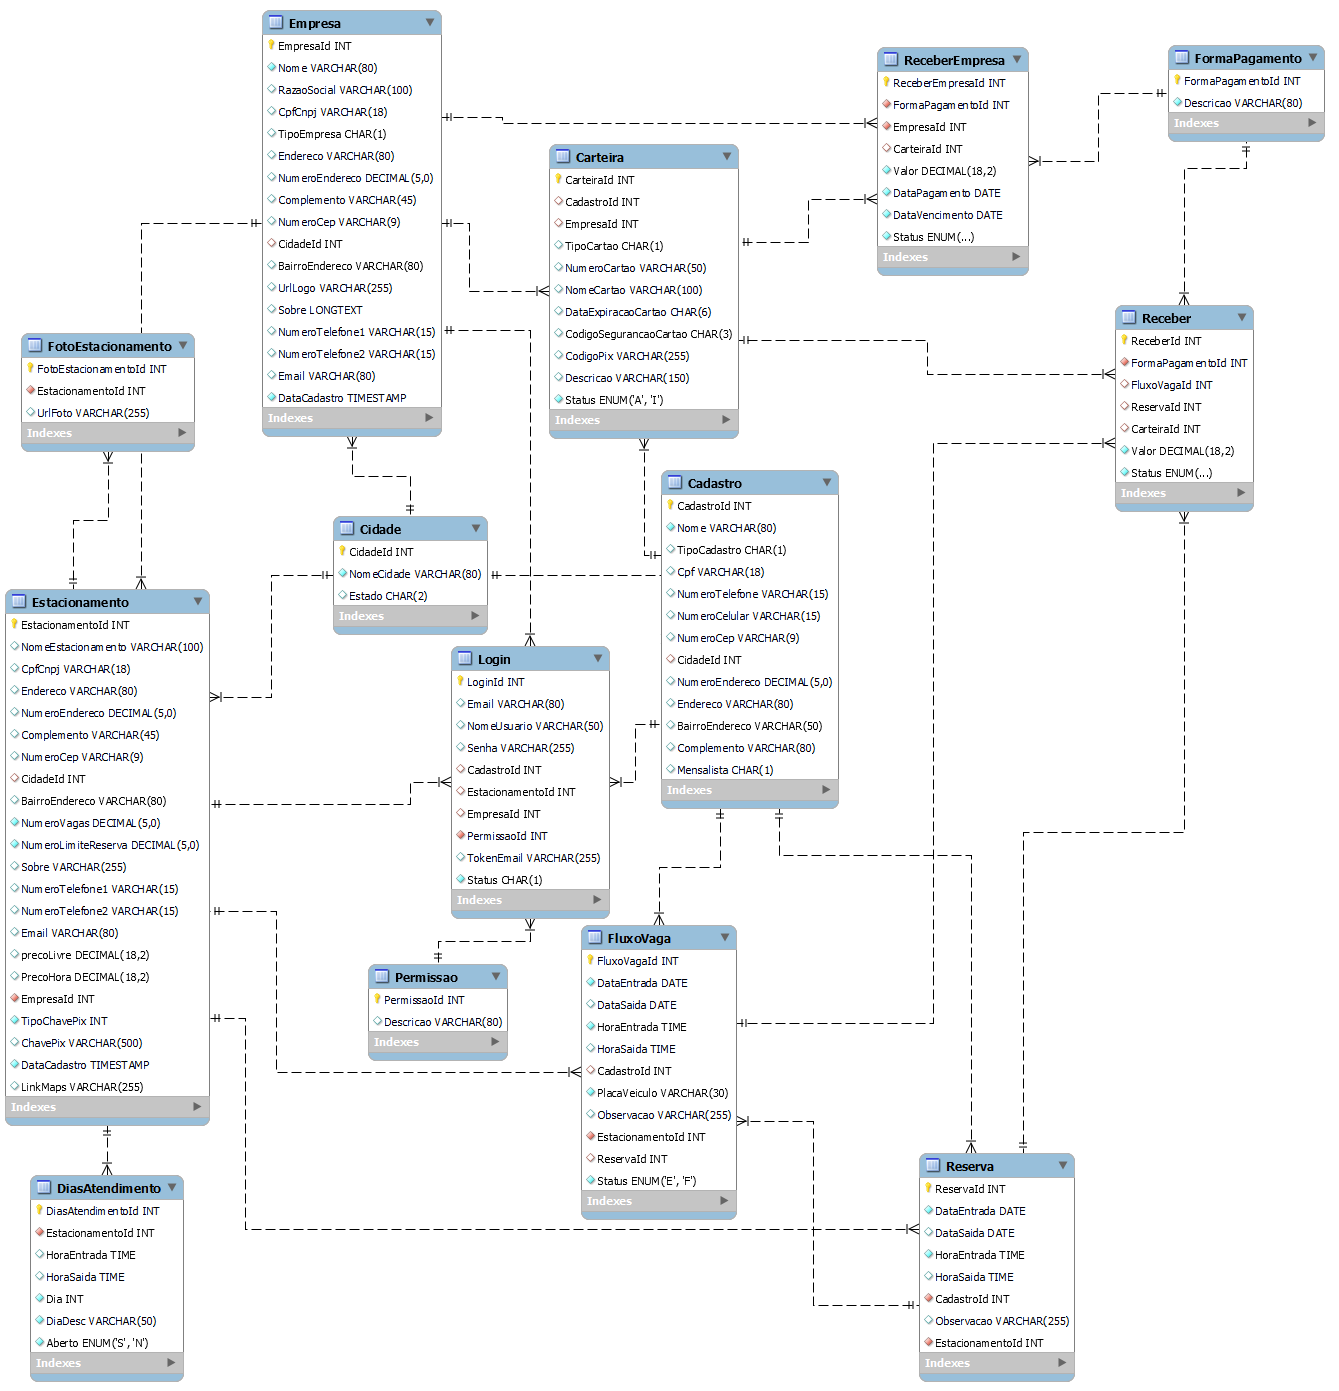 Empresa
EmpresaId INT
Nome VARCHAR(80)
RazaoSocial VARCHAR(100)
CpfCnpj VARCHAR(18)
TipoEmpresa CHAR(1)
Endereco VARCHAR(80)
NumeroEndereco DECIMAL(5,0)
Complemento VARCHAR(45)
NumeroCep VARCHAR(9)
CidadeId INT
BairroEndereco VARCHAR(80)
UrlLogo VARCHAR(255)
Sobre LONGTEXT
NumeroTelefone1 VARCHAR(15)
NumeroTelefone2 VARCHAR(15)
Email VARCHAR(80)
DataCadastro TIMESTAMP
Indexes
ReceberEmpresa
ReceberEmpresaId INT
FormaPagamentoId INT
EmpresaId INT
CarteiraId INT
Valor DECIMAL(18,2)
DataPagamento DATE
DataVencimento DATE
Status ENUM(...)
Indexes
FormaPagamento
FormaPagamentoId INT
Descricao VARCHAR(80)
Indexes
Carteira
CarteiraId INT
CadastroId INT
EmpresaId INT
TipoCartao CHAR(1)
NumeroCartao VARCHAR(50)
NomeCartao VARCHAR(100)
DataExpiracaoCartao CHAR(6)
CodigoSegurancaoCartao CHAR(3)
CodigoPix VARCHAR(255)
Descricao VARCHAR(150)
Status ENUM('A', 'I')
Indexes
Receber
ReceberId INT
FormaPagamentoId INT
FluxoVagaId INT
ReservaId INT
CarteiraId INT
Valor DECIMAL(18,2)
Status ENUM(...)
Indexes
FotoEstacionamento
FotoEstacionamentoId INT
EstacionamentoId INT
UrlFoto VARCHAR(255)
Indexes
Cadastro
CadastroId INT
Nome VARCHAR(80)
TipoCadastro CHAR(1)
Cpf VARCHAR(18)
NumeroTelefone VARCHAR(15)
NumeroCelular VARCHAR(15)
NumeroCep VARCHAR(9)
CidadeId INT
NumeroEndereco DECIMAL(5,0)
Endereco VARCHAR(80)
BairroEndereco VARCHAR(50)
Complemento VARCHAR(80)
Mensalista CHAR(1)
Indexes
Cidade
CidadeId INT
NomeCidade VARCHAR(80)
Estado CHAR(2)
Indexes
Estacionamento
EstacionamentoId INT
NomeEstacionamento VARCHAR(100)
CpfCnpj VARCHAR(18)
Endereco VARCHAR(80)
NumeroEndereco DECIMAL(5,0)
Complemento VARCHAR(45)
NumeroCep VARCHAR(9)
CidadeId INT
BairroEndereco VARCHAR(80)
NumeroVagas DECIMAL(5,0)
NumeroLimiteReserva DECIMAL(5,0)
Sobre VARCHAR(255)
NumeroTelefone1 VARCHAR(15)
NumeroTelefone2 VARCHAR(15)
Email VARCHAR(80)
precoLivre DECIMAL(18,2)
PrecoHora DECIMAL(18,2)
EmpresaId INT
TipoChavePix INT
ChavePix VARCHAR(500)
DataCadastro TIMESTAMP
LinkMaps VARCHAR(255)
Indexes
Login
LoginId INT
Email VARCHAR(80)
NomeUsuario VARCHAR(50)
Senha VARCHAR(255)
CadastroId INT
EstacionamentoId INT
EmpresaId INT
PermissaoId INT
TokenEmail VARCHAR(255)
Status CHAR(1)
Indexes
Permissao
PermissaoId INT
Descricao VARCHAR(80)
Indexes
FluxoVaga
FluxoVagaId INT
DataEntrada DATE
DataSaida DATE
HoraEntrada TIME
HoraSaida TIME
CadastroId INT
PlacaVeiculo VARCHAR(30)
Observacao VARCHAR(255)
EstacionamentoId INT
ReservaId INT
Status ENUM('E', 'F')
Indexes
Reserva
ReservaId INT
DataEntrada DATE
DataSaida DATE
HoraEntrada TIME
HoraSaida TIME
CadastroId INT
Observacao VARCHAR(255)
EstacionamentoId INT
Indexes
DiasAtendimento
DiasAtendimentoId INT
EstacionamentoId INT
HoraEntrada TIME
HoraSaida TIME
Dia INT
DiaDesc VARCHAR(50)
Aberto ENUM('S', 'N')
Indexes